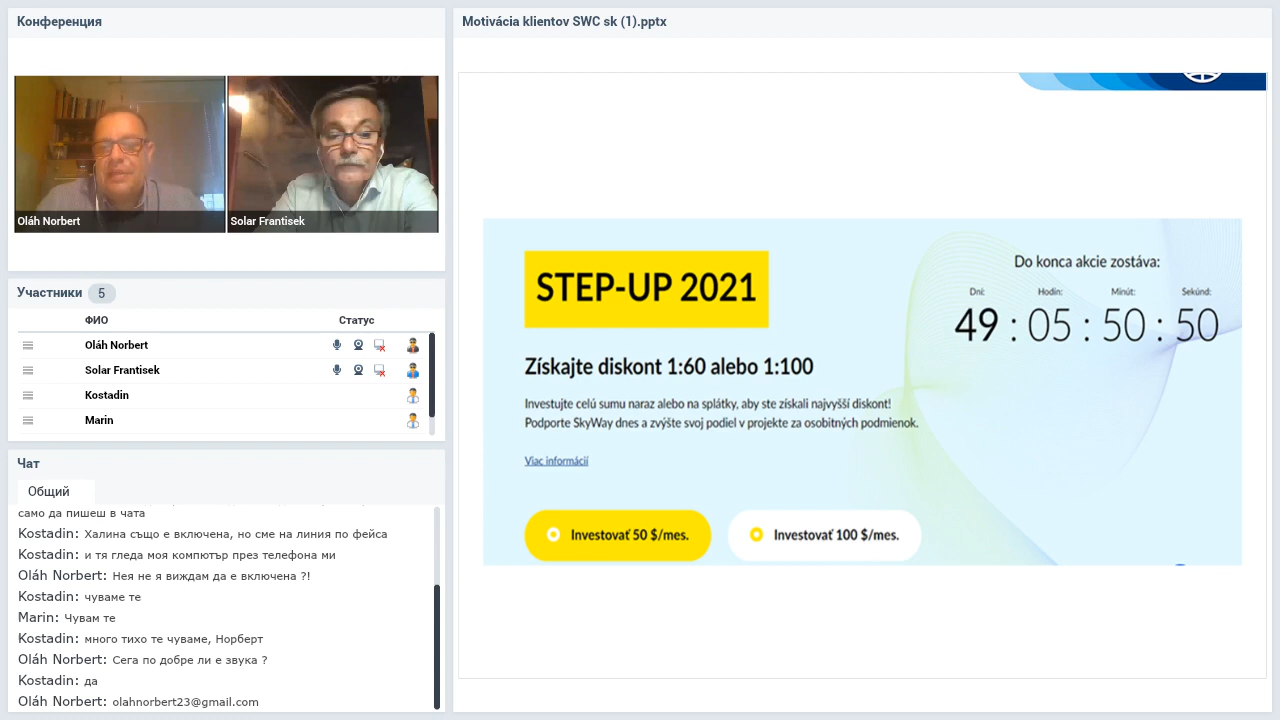 Конференция
Oláh Norbert
Solar Frantisek
Участники 5
ФИО Статус
Oláh Norbert
Solar Frantisek
Kostadin
Marin
Чат
Общий
само да пишеш в чата
Kostadin: Халина също е включена, но сме на линия по фейса
Kostadin: и тя гледа моя компютър през телефона ми
Oláh Norbert: Нея не я виждам да е включена ?!
Kostadin: чуваме те
Marin: Чувам те
Kostadin: много тихо те чуваме, Норберт
Oláh Norbert: Сега по добре ли е звука ?
Kostadin: да
Oláh Norbert: olahnorbert23@gmail.com
Motivácia klientov SWC sk (1).pptx
STEP-UP 2021
Získajte diskont 1:60 alebo 1:100
Investujte celú sumu naraz alebo na splátky, aby ste získali najvyšší diskont!
Podporte SkyWay dnes a zvýšte svoj podiel v projekte za osobitných podmienok.
Viac informácií
Investovať 50 $/mes. Investovať 100 $/mes.
Do konca akcie zostáva:
Dní: Hodín: Minút: Sekúnd:
49 : 05 : 50 : 50